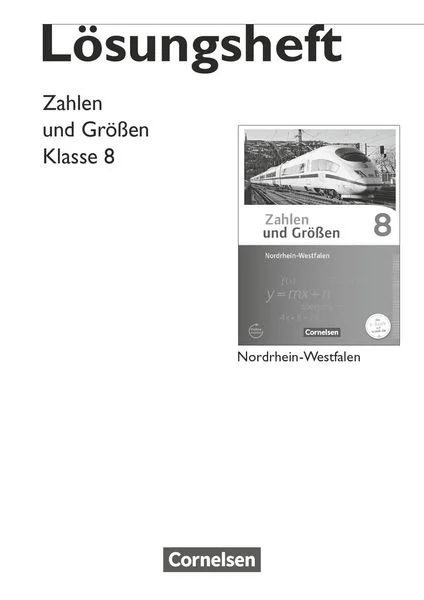 Lösungsheft
Zahlen
und Größen
Klasse 8
Zahlen
und Größen 8
Nordrhein-Westfalen
y = mx + n
Cornelsen
Nordrhein-Westfalen
Cornelsen